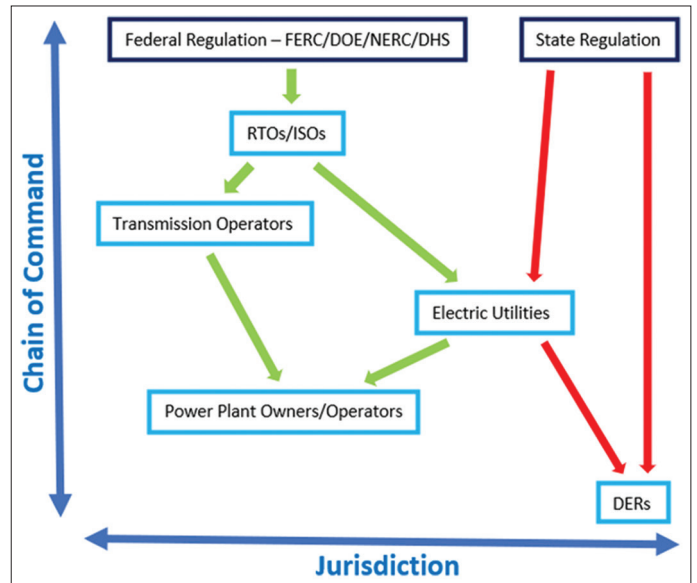 Federal Regulation – FERC/DOE/NERC/DHS
State Regulation
RTOs/ISOs
Transmission Operators
Electric Utilities
Power Plant Owners/Operators
DERs
Chain of Command
Jurisdiction